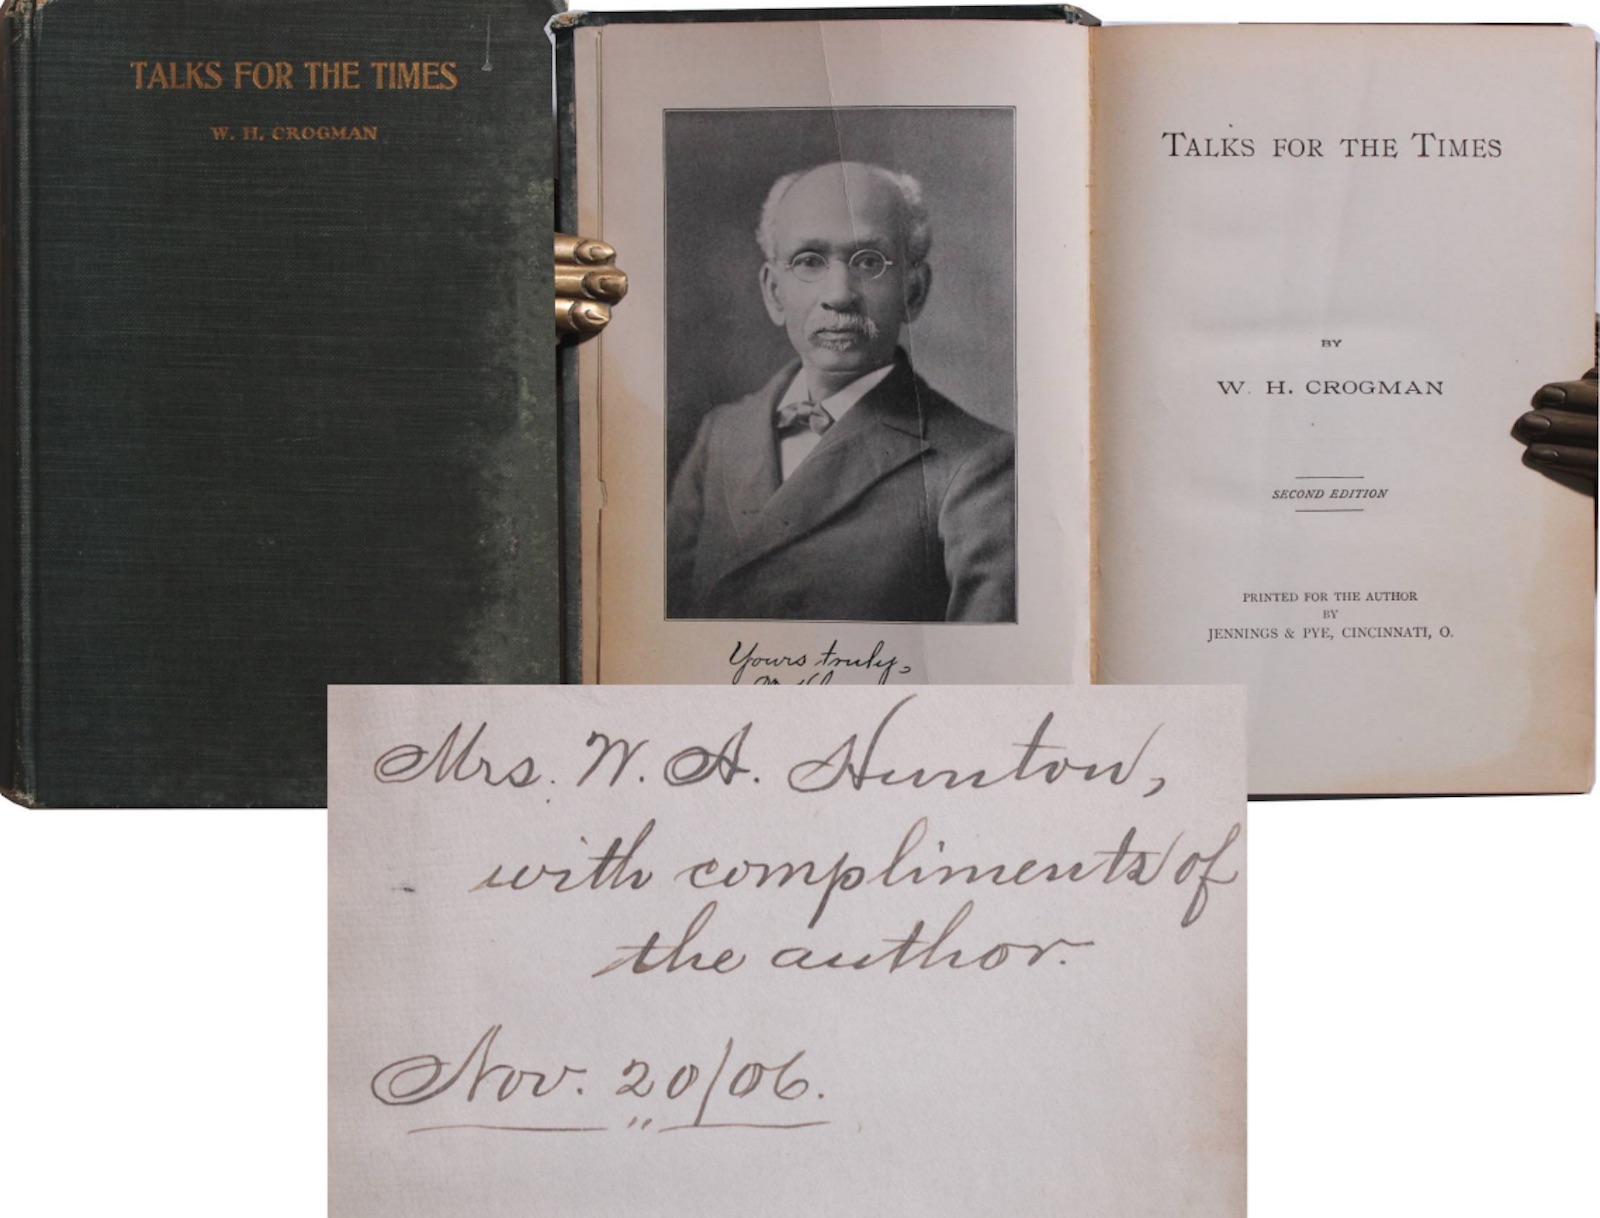 TALKS FOR THE TIMES
W. H. CROGMAN
Yours truly,
TALKS FOR THE TIMES
BY
W. H. CROGMAN
SECOND EDITION
PRINTED FOR THE AUTHOR
BY
JENNINGS & PYE, CINCINNATI, O.
Mrs. W. A. Hunton,
with compliments of
the author.
Nov. 20/06.